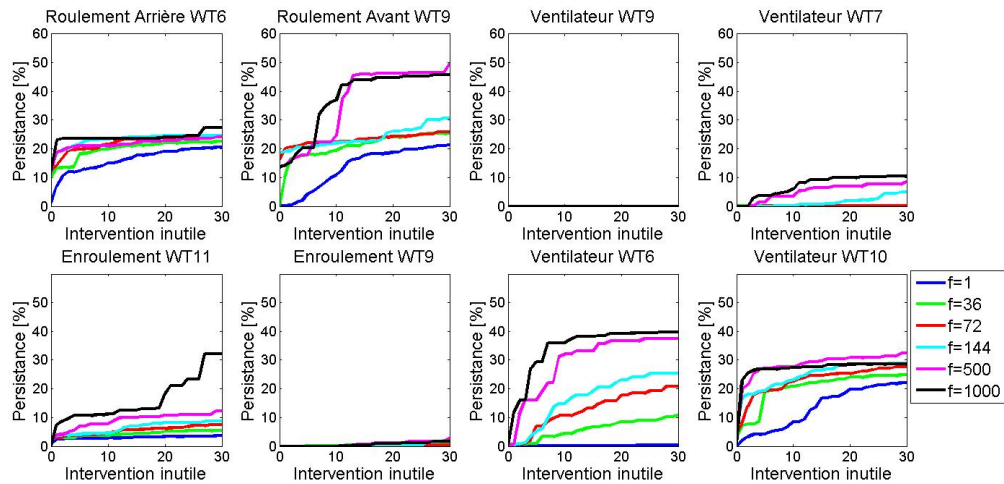 Roulement Arrière WT6
Roulement Avant WT9
Ventilateur WT9
Ventilateur WT7
Persistance [%]
60
50
40
30
20
10
0
0 10 20 30
Intervention inutile
Persistance [%]
60
50
40
30
20
10
0
0 10 20 30
Intervention inutile
Persistance [%]
60
50
40
30
20
10
0
0 10 20 30
Intervention inutile
Persistance [%]
60
50
40
30
20
10
0
0 10 20 30
Intervention inutile
Enroulement WT11
Enroulement WT9
Ventilateur WT6
Ventilateur WT10
Persistance [%]
50
40
30
20
10
0
0 10 20 30
Intervention inutile
Persistance [%]
50
40
30
20
10
0
0 10 20 30
Intervention inutile
Persistance [%]
50
40
30
20
10
0
0 10 20 30
Intervention inutile
Persistance [%]
50
40
30
20
10
0
0 10 20 30
Intervention inutile
f=1
f=36
f=72
f=144
f=500
f=1000